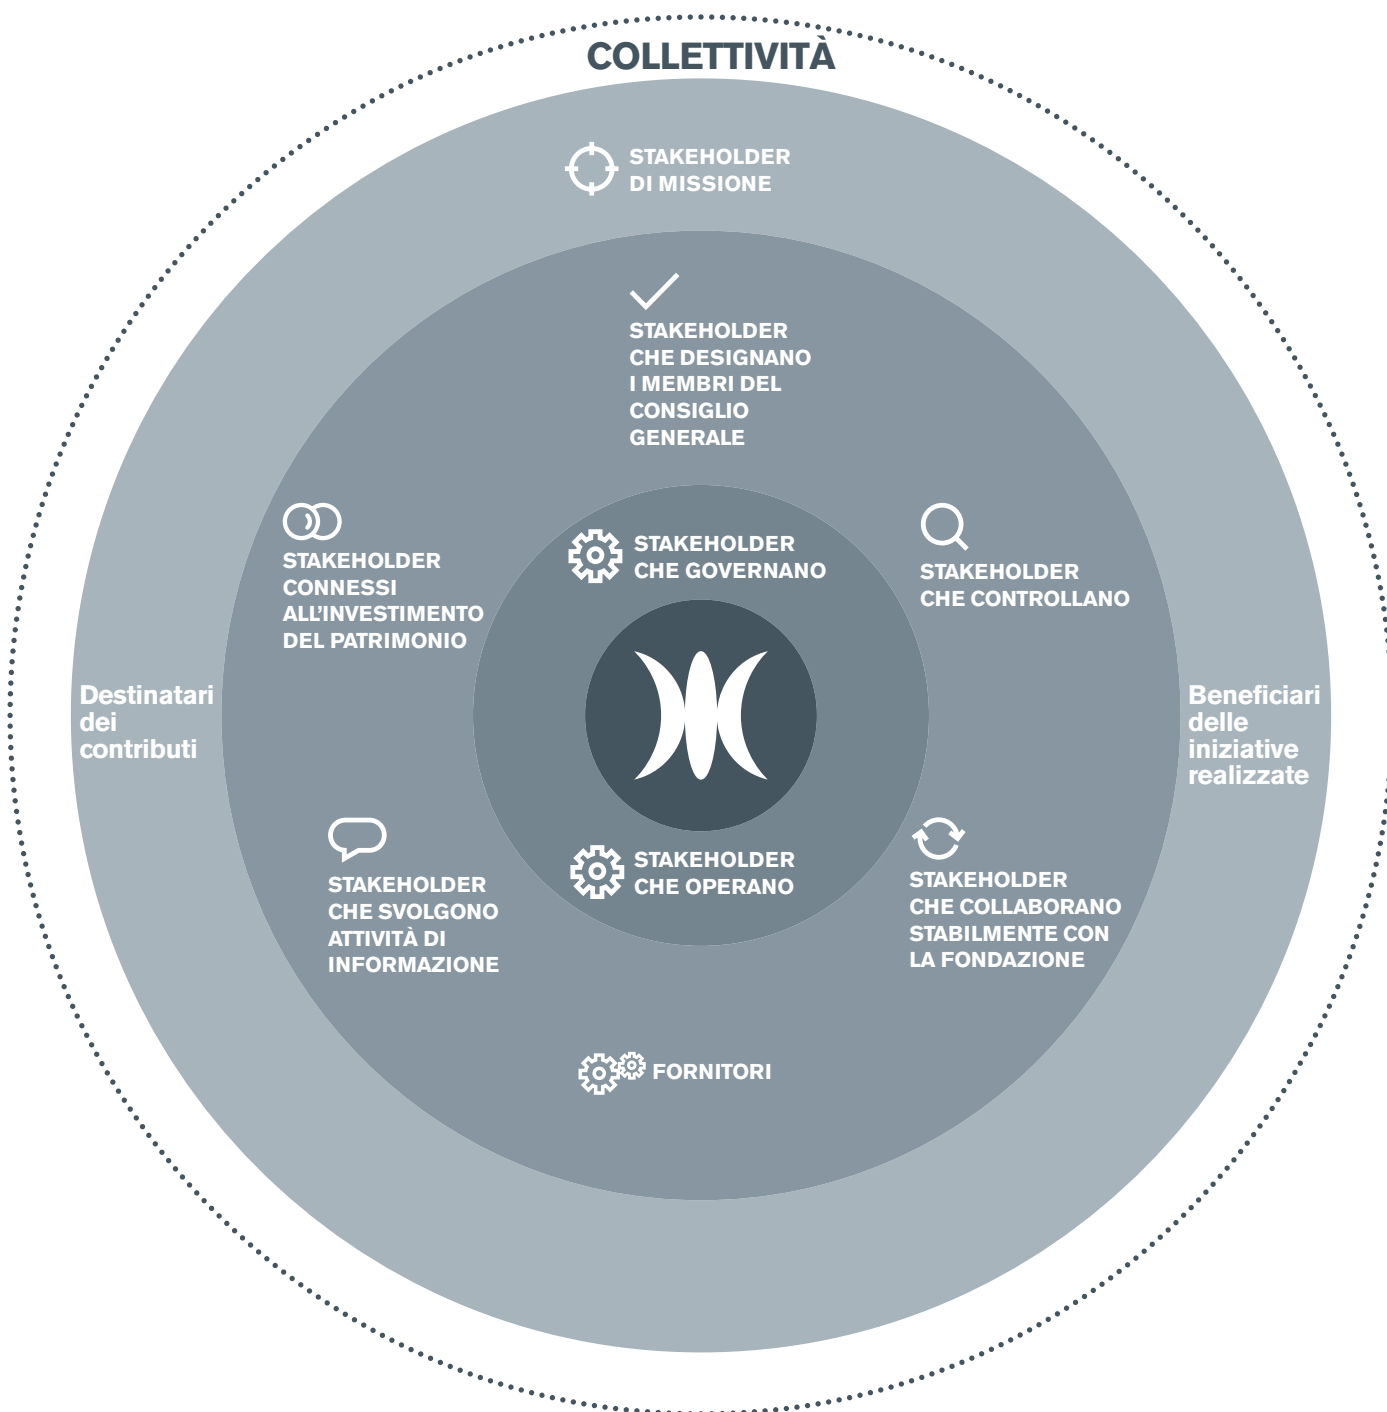 COLLETTIVITÀ
STAKEHOLDER
DI MISSIONE
STAKEHOLDER
CHE DESIGNANO
I MEMBRI DEL
CONSIGLIO
GENERALE
STAKEHOLDER
CONNESSI
ALL'INVESTIMENTO
DEL PATRIMONIO
STAKEHOLDER
CHE GOVERNANO
STAKEHOLDER
CHE CONTROLLANO
Destinatari
dei
contributi
Beneficiari
delle
iniziative
realizzate
STAKEHOLDER
CHE SVOLGONO
ATTIVITÀ DI
INFORMAZIONE
STAKEHOLDER
CHE OPERANO
STAKEHOLDER
CHE COLLABORANO
STABILMENTE CON
LA FONDAZIONE
FORNITORI